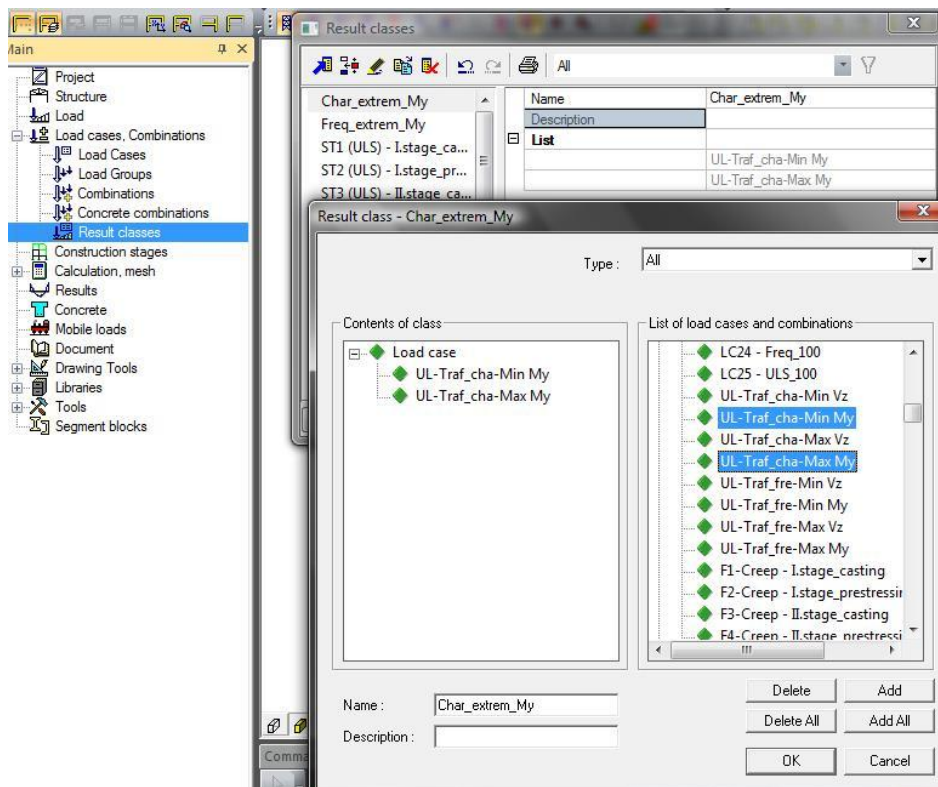 Main
Project
Structure
Load
Load cases, Combinations
Load Cases
Load Groups
Combinations
Concrete combinations
Result classes
Construction stages
Calculation, mesh
Results
Concrete
Mobile loads
Document
Drawing Tools
Libraries
Tools
Segment blocks
Result classes
All
Char_extrem_My
Freq_extrem_My
ST1 (ULS) - I.stage_ca...
ST2 (ULS) - I.stage_pr...
ST3 (ULS) - II.stage_ca...
Name Char_extrem_My
Description
List
UL-Traf_cha-Min My
UL-Traf_cha-Max My
Result class - Char_extrem_My
Type : All
Contents of class
Load case
UL-Traf_cha-Min My
UL-Traf_cha-Max My
List of load cases and combinations
LC24 - Freq_100
LC25 - ULS_100
UL-Traf_cha-Min Vz
UL-Traf_cha-Min My
UL-Traf_cha-Max Vz
UL-Traf_cha-Max My
UL-Traf_fre-Min Vz
UL-Traf_fre-Min My
UL-Traf_fre-Max Vz
UL-Traf_fre-Max My
F1-Creep - I.stage_casting
F2-Creep - I.stage_prestressin
F3-Creep - II.stage_casting
F4-Creep - II.stage_prestressi
Name : Char_extrem_My
Description :
Delete Add
Delete All Add All
OK Cancel
Comma